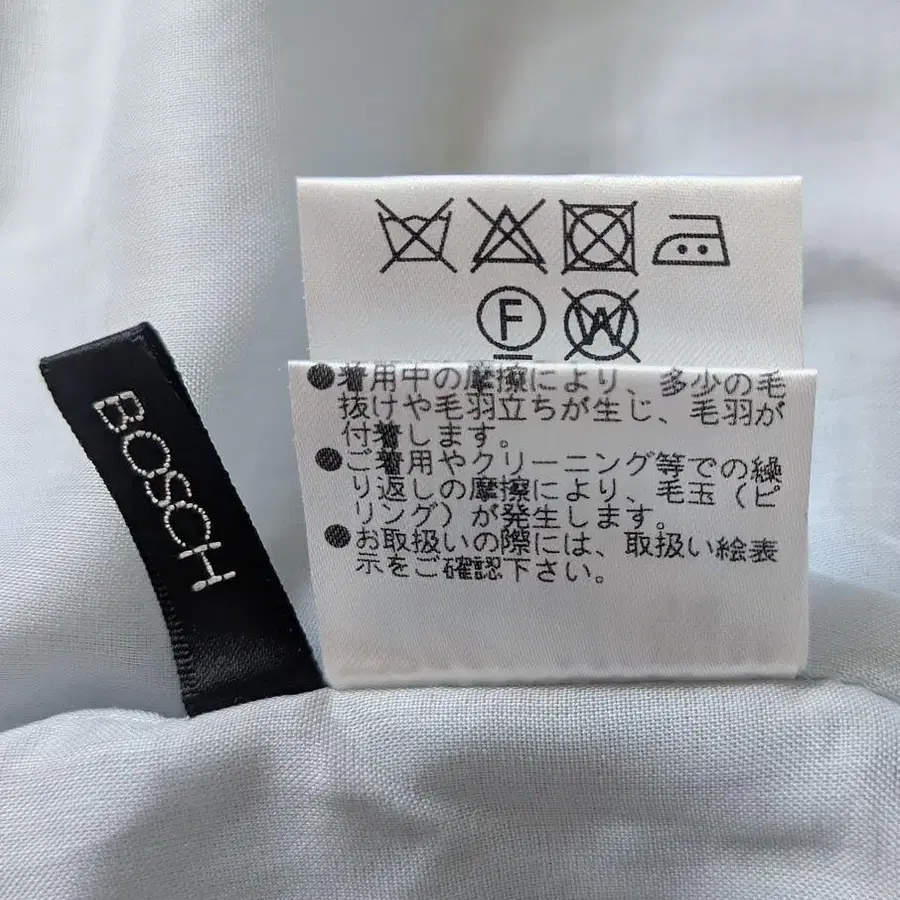 BOSCH
F
W
●着用中の摩擦により、多少の毛
抜けや毛羽立ちが生じ、毛羽が
付着します。
●ご着用やクリーニング等での繰
り返しの摩擦により、毛玉（ピ
リング）が発生します。
●お取扱いの際には、取扱い絵表
示をご確認下さい。